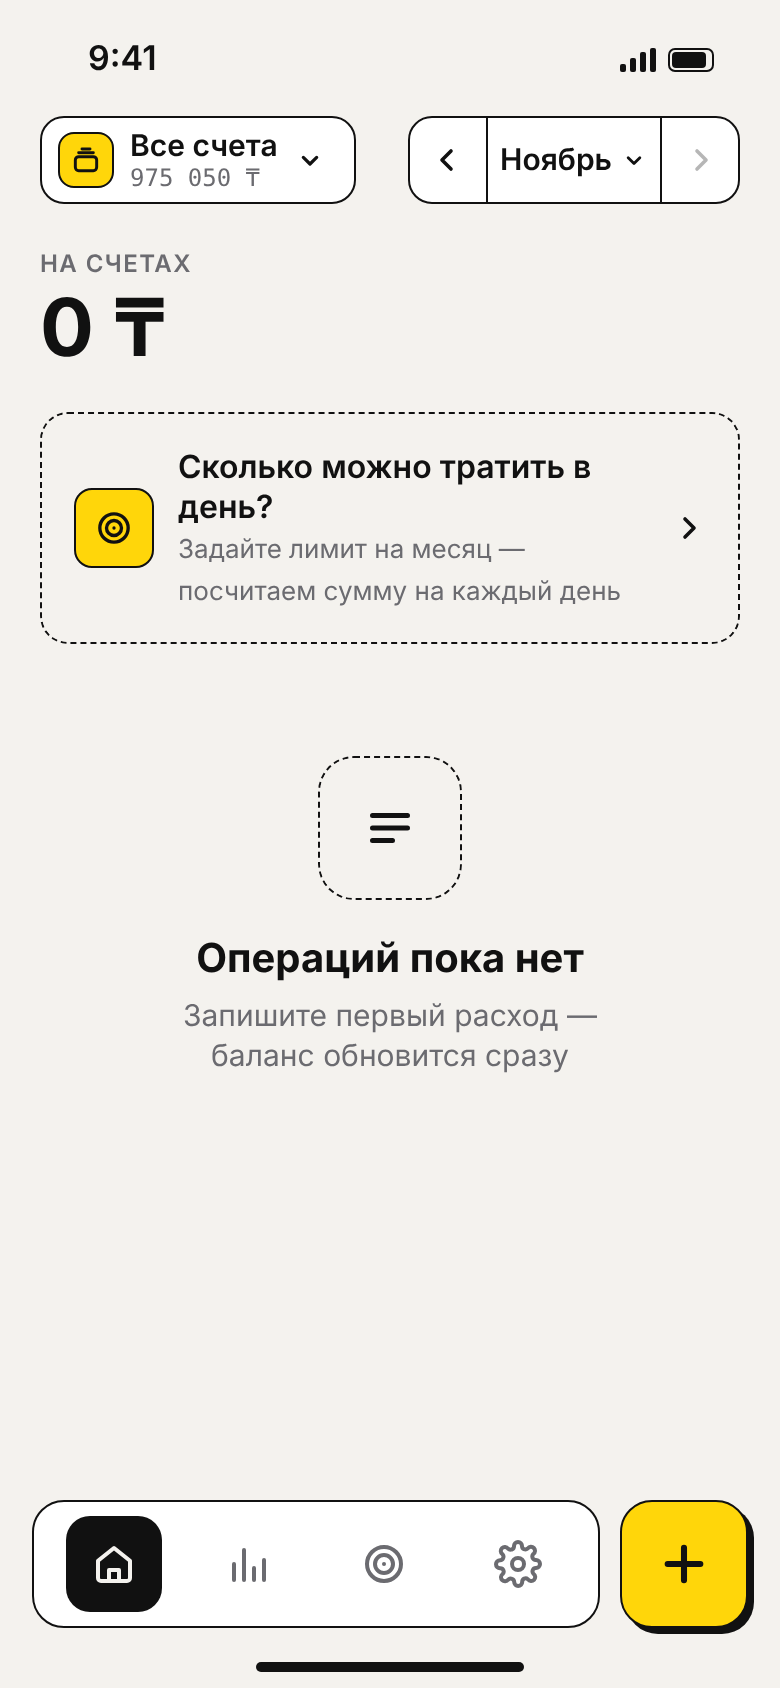 9:41
Все счета
975 050 ₸
Ноябрь
НА СЧЕТАХ
0 ₸
Сколько можно тратить в
день?
Задайте лимит на месяц —
посчитаем сумму на каждый день
Операций пока нет
Запишите первый расход —
баланс обновится сразу